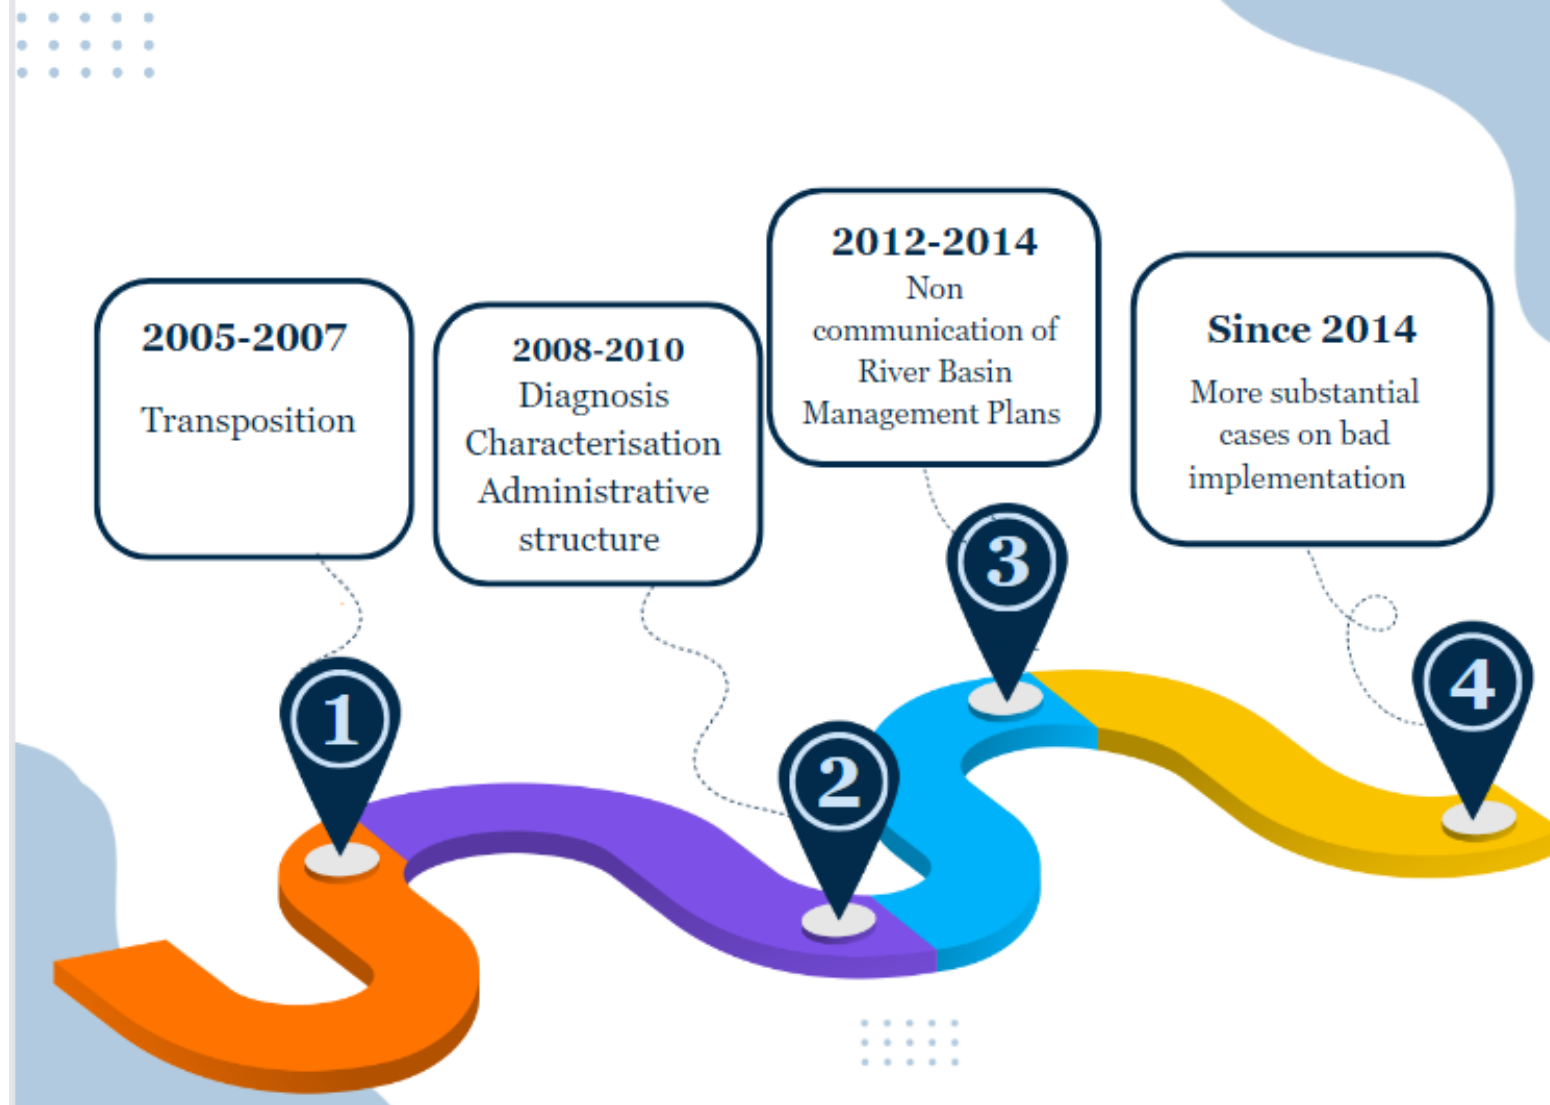 2005-2007
Transposition
2008-2010
Diagnosis
Characterisation
Administrative
structure
2012-2014
Non
communication of
River Basin
Management Plans
Since 2014
More substantial
cases on bad
implementation
1
2
3
4